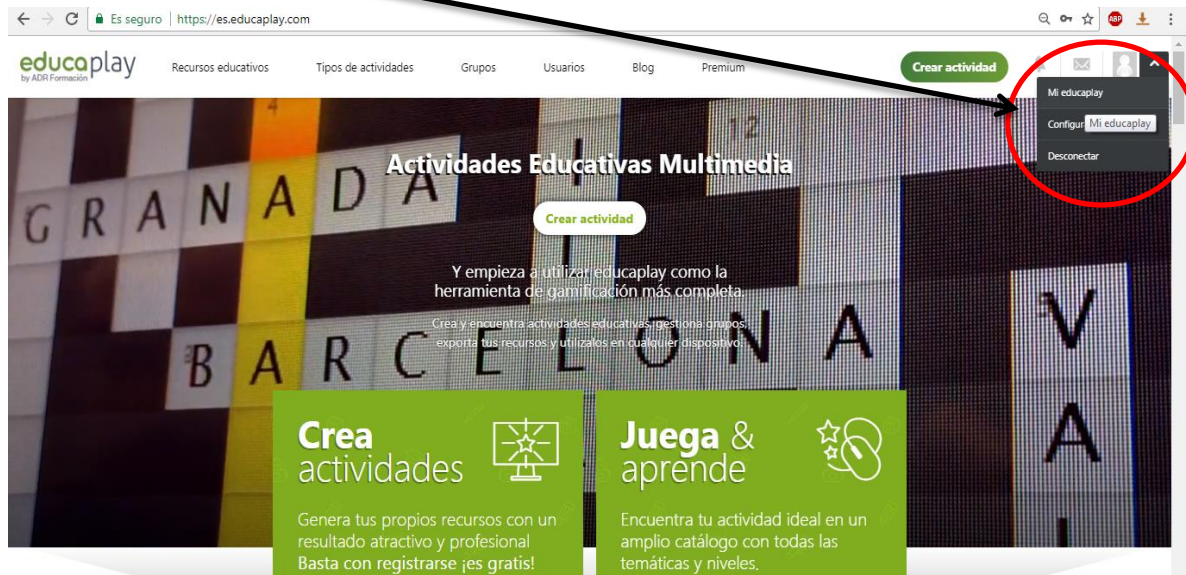 Es seguro | https://es.educaplay.com
ABP
educaplay
by ADR Formación
Recursos educativos
Tipos de actividades
Grupos
Usuarios
Blog
Premium
Crear actividad
Mi educaplay
Configur
Mi educaplay
Desconectar
4
12
GRANADA
BARCELONA
V
A
Actividades Educativas Multimedia
Crear actividad
Y empieza a utilizar educaplay como la
herramienta de gamificación más completa.
Crea y encuentra actividades educativas, gestiona grupos,
exporta tus recursos y utilízalos en cualquier dispositivo.
Crea
actividades
Genera tus propios recursos con un
resultado atractivo y profesional
Basta con registrarse ¡es gratis!
Juega &
aprende
Encuentra tu actividad ideal en un
amplio catálogo con todas las
temáticas y niveles.